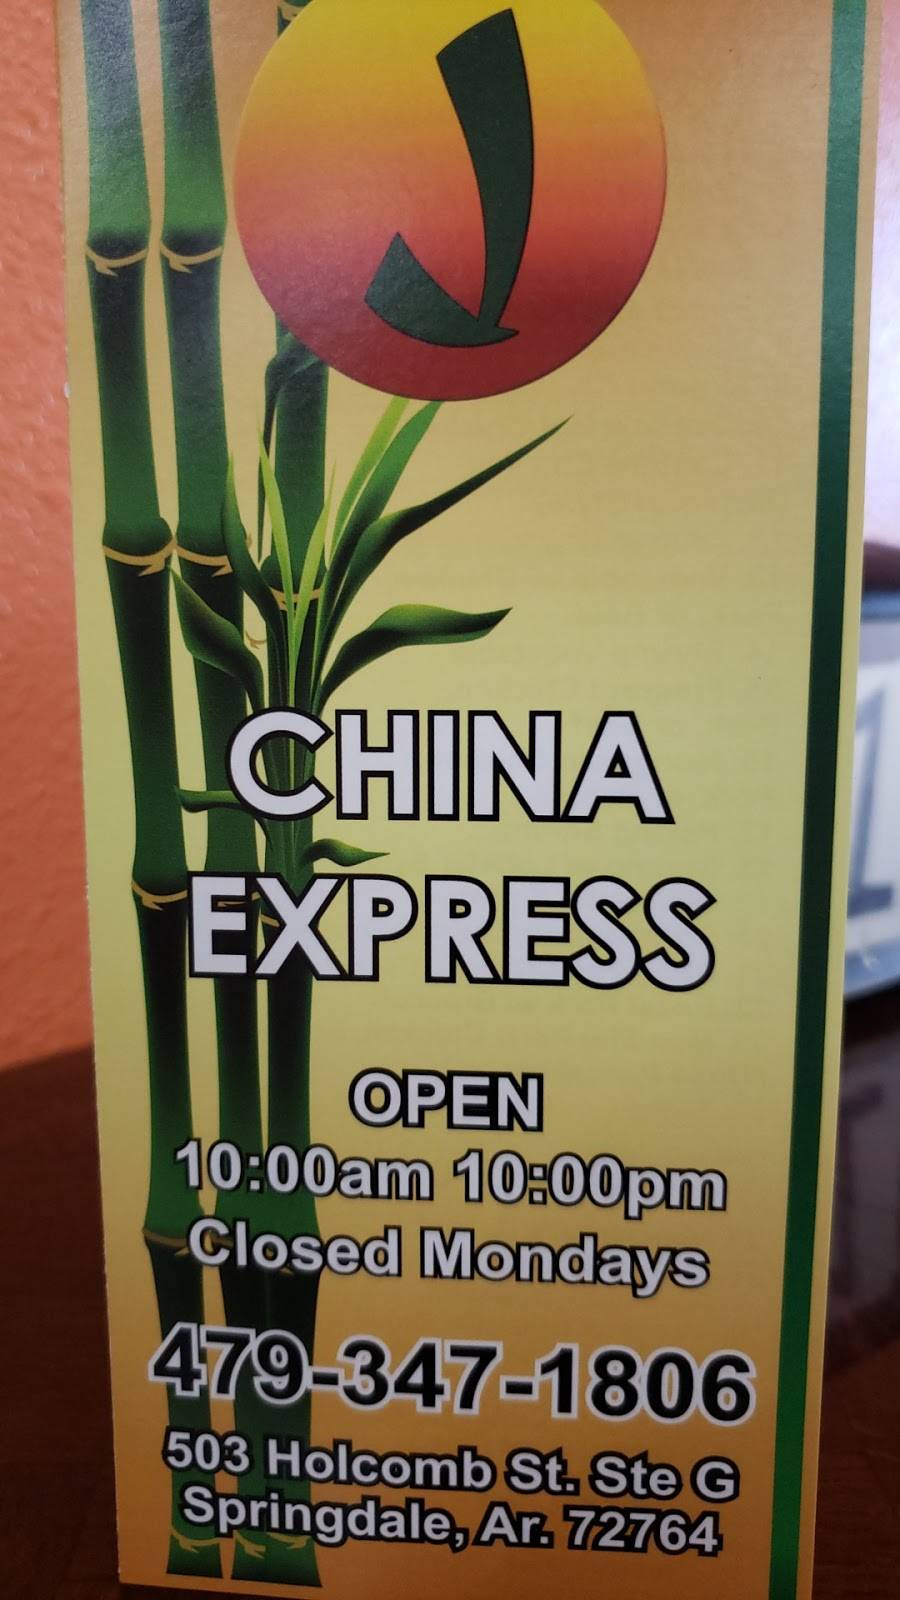 J
CHINA
EXPRESS
OPEN
10:00am 10:00pm
Closed Mondays
479-347-1806
503 Holcomb St. Ste G
Springdale, Ar. 72764